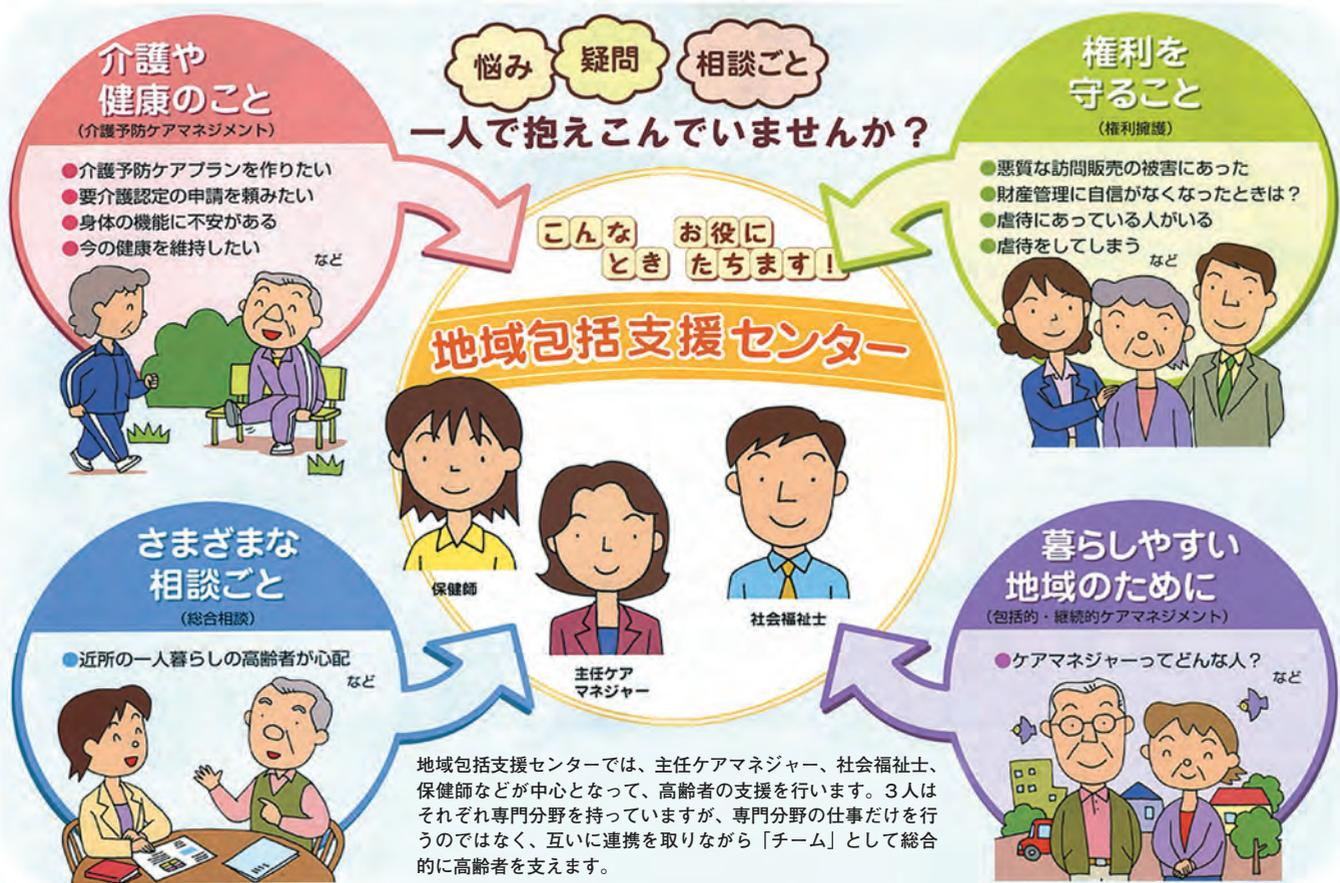 悩み
疑問
相談ごと
一人で抱えこんでいませんか？
介護や
健康のこと
（介護予防ケアマネジメント）
●介護予防ケアプランを作りたい
●要介護認定の申請を頼みたい
●身体の機能に不安がある
●今の健康を維持したい
など
権利を
守ること
（権利擁護）
●悪質な訪問販売の被害にあった
●財産管理に自信がなくなったときは？
●虐待にあっている人がいる
●虐待をしてしまう
など
こんな お役に
とき たちます！
地域包括支援センター
保健師
主任ケア
マネジャー
社会福祉士
さまざまな
相談ごと
（総合相談）
●近所の一人暮らしの高齢者が心配
など
暮らしやすい
地域のために
（包括的・継続的ケアマネジメント）
●ケアマネジャーってどんな人？
など
地域包括支援センターでは、主任ケアマネジャー、社会福祉士、
保健師などが中心となって、高齢者の支援を行います。３人は
それぞれ専門分野を持っていますが、専門分野の仕事だけを行
うのではなく、互いに連携を取りながら「チーム」として総合
的に高齢者を支えます。